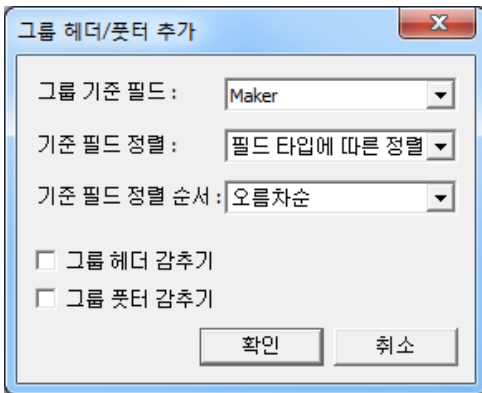 그룹 헤더/풋터 추가
그룹 기준 필드 : Maker
기준 필드 정렬 : 필드 타입에 따른 정렬
기준 필드 정렬 순서 : 오름차순
그룹 헤더 감추기
그룹 풋터 감추기
확인 취소